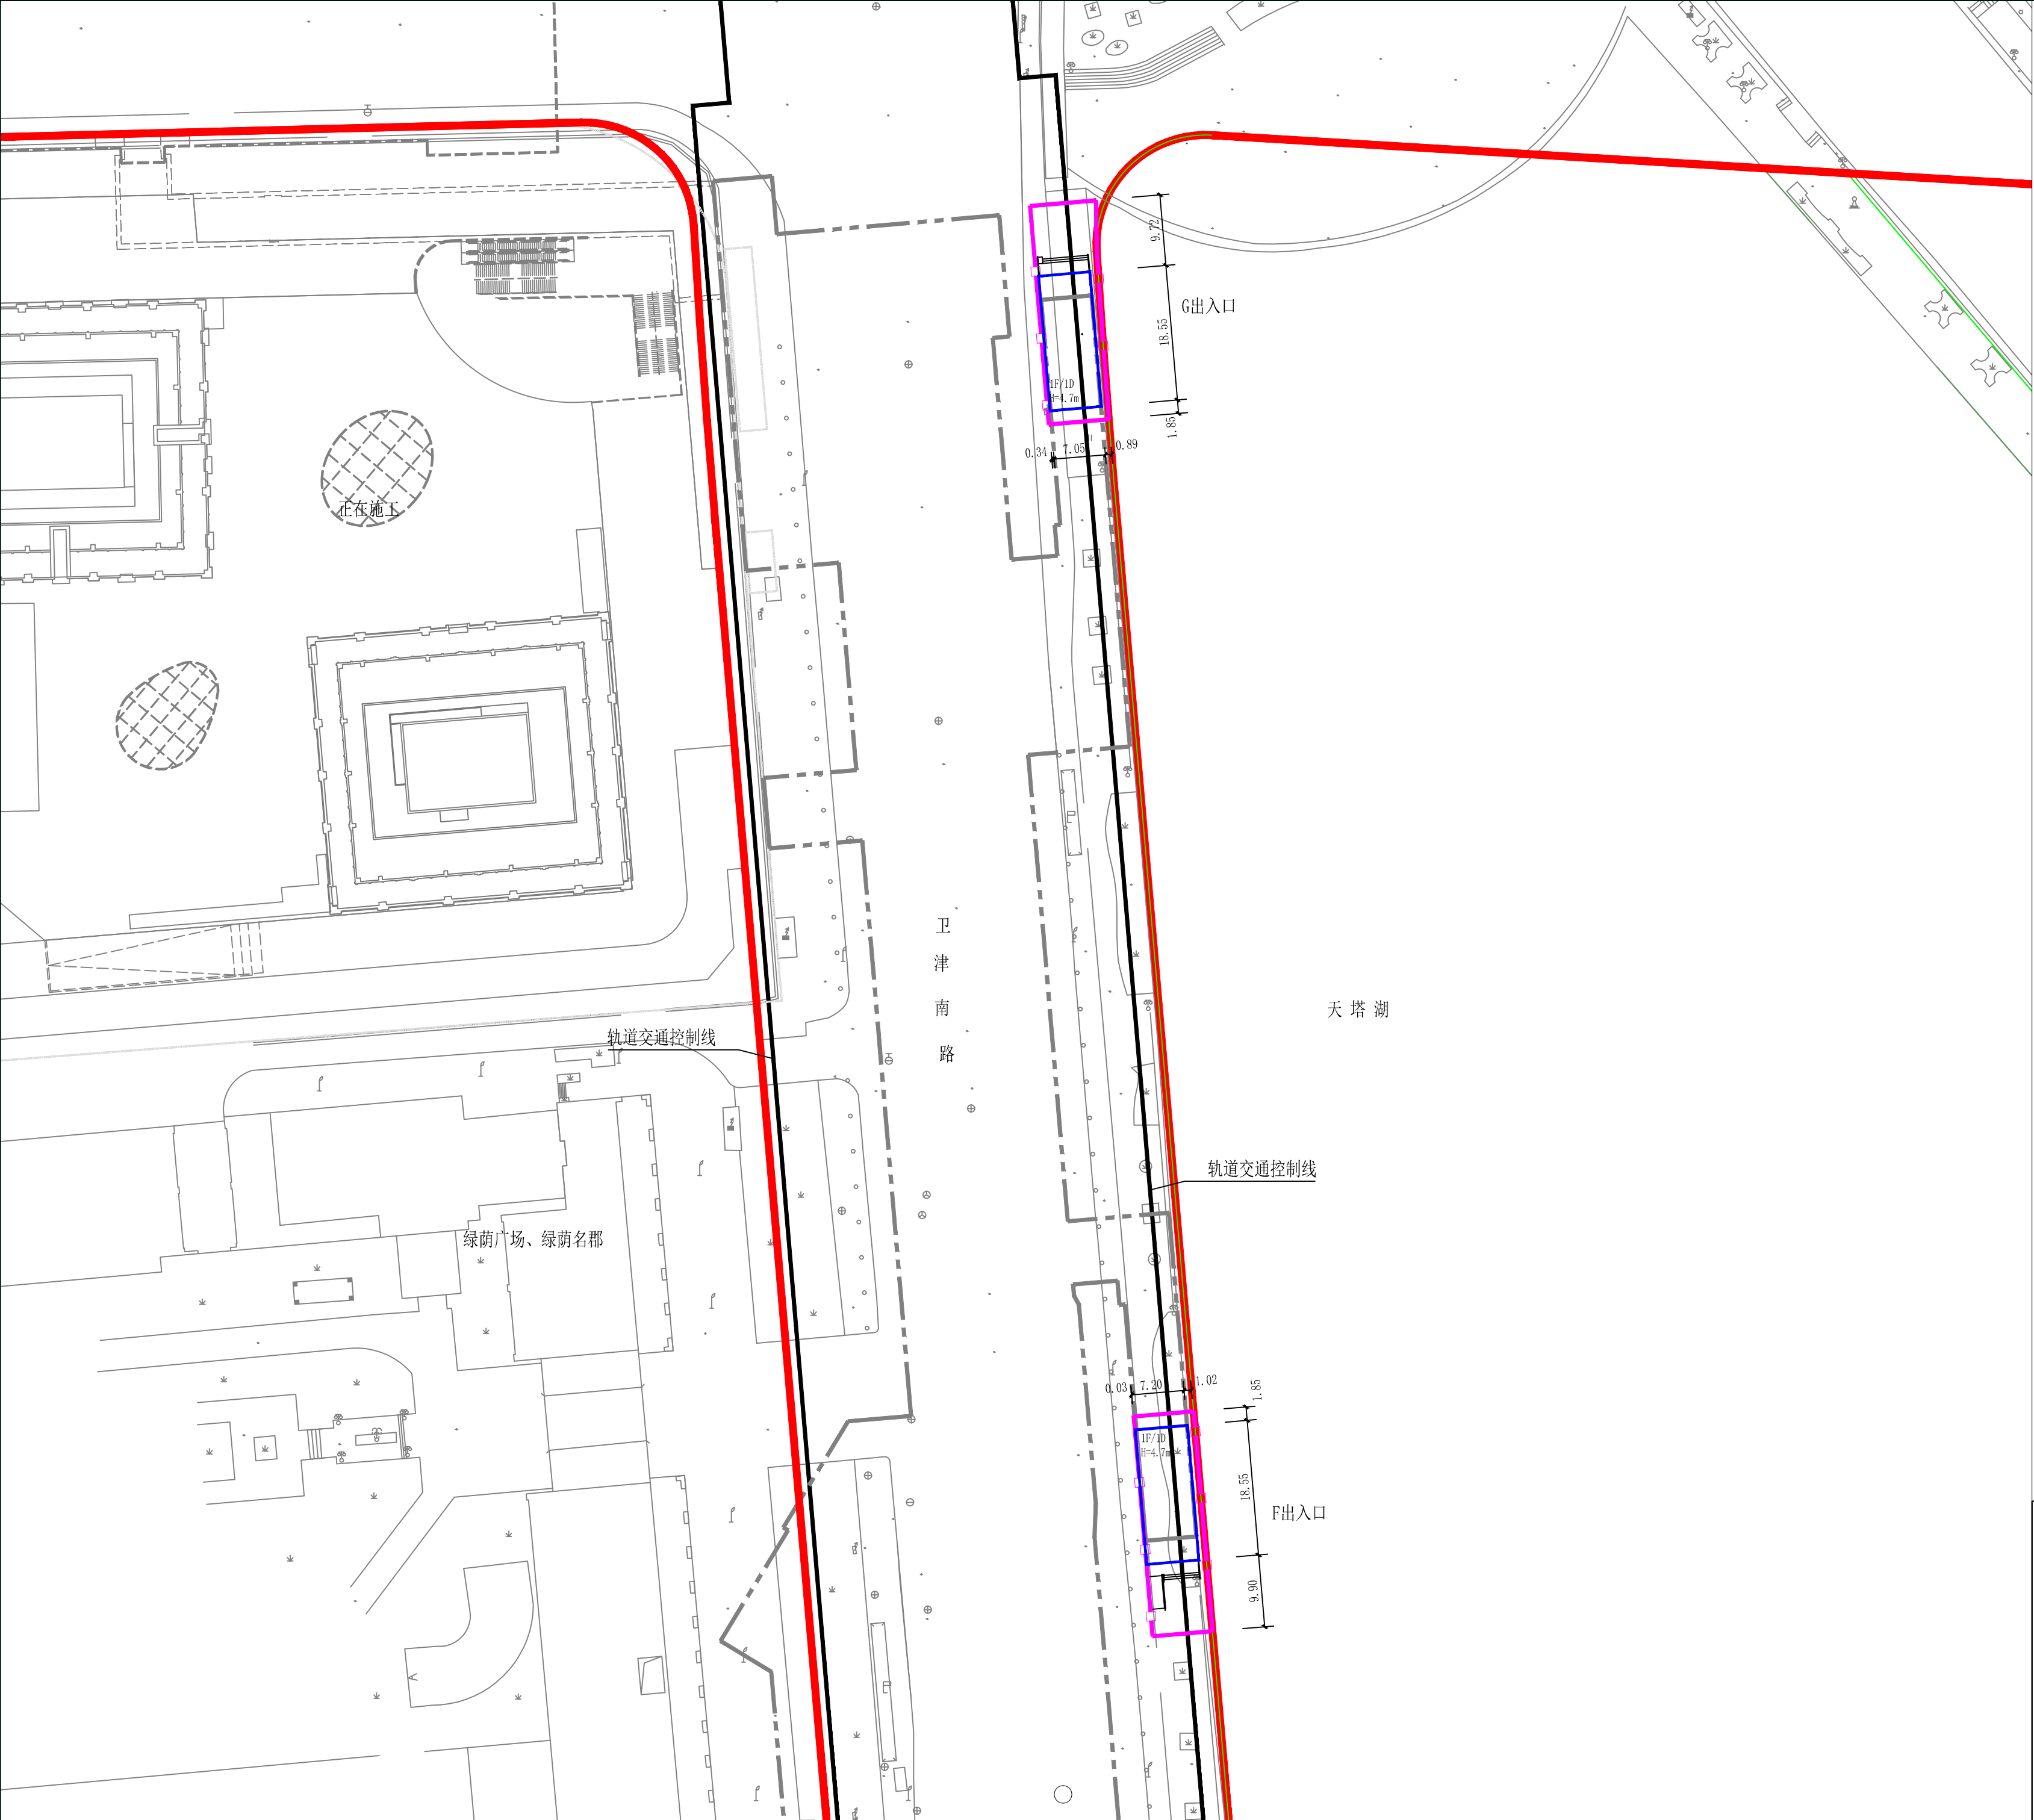 9.72
G出入口
18.55
1F/1D
H=4.7m
1.85
0.34
7.05
0.89
正在施工
卫
津
南
路
天塔湖
轨道交通控制线
轨道交通控制线
绿荫广场、绿荫名郡
P
0.03
7.20
1.02
1.85
1F/1D
H=4.7m
18.55
F出入口
9.90
P